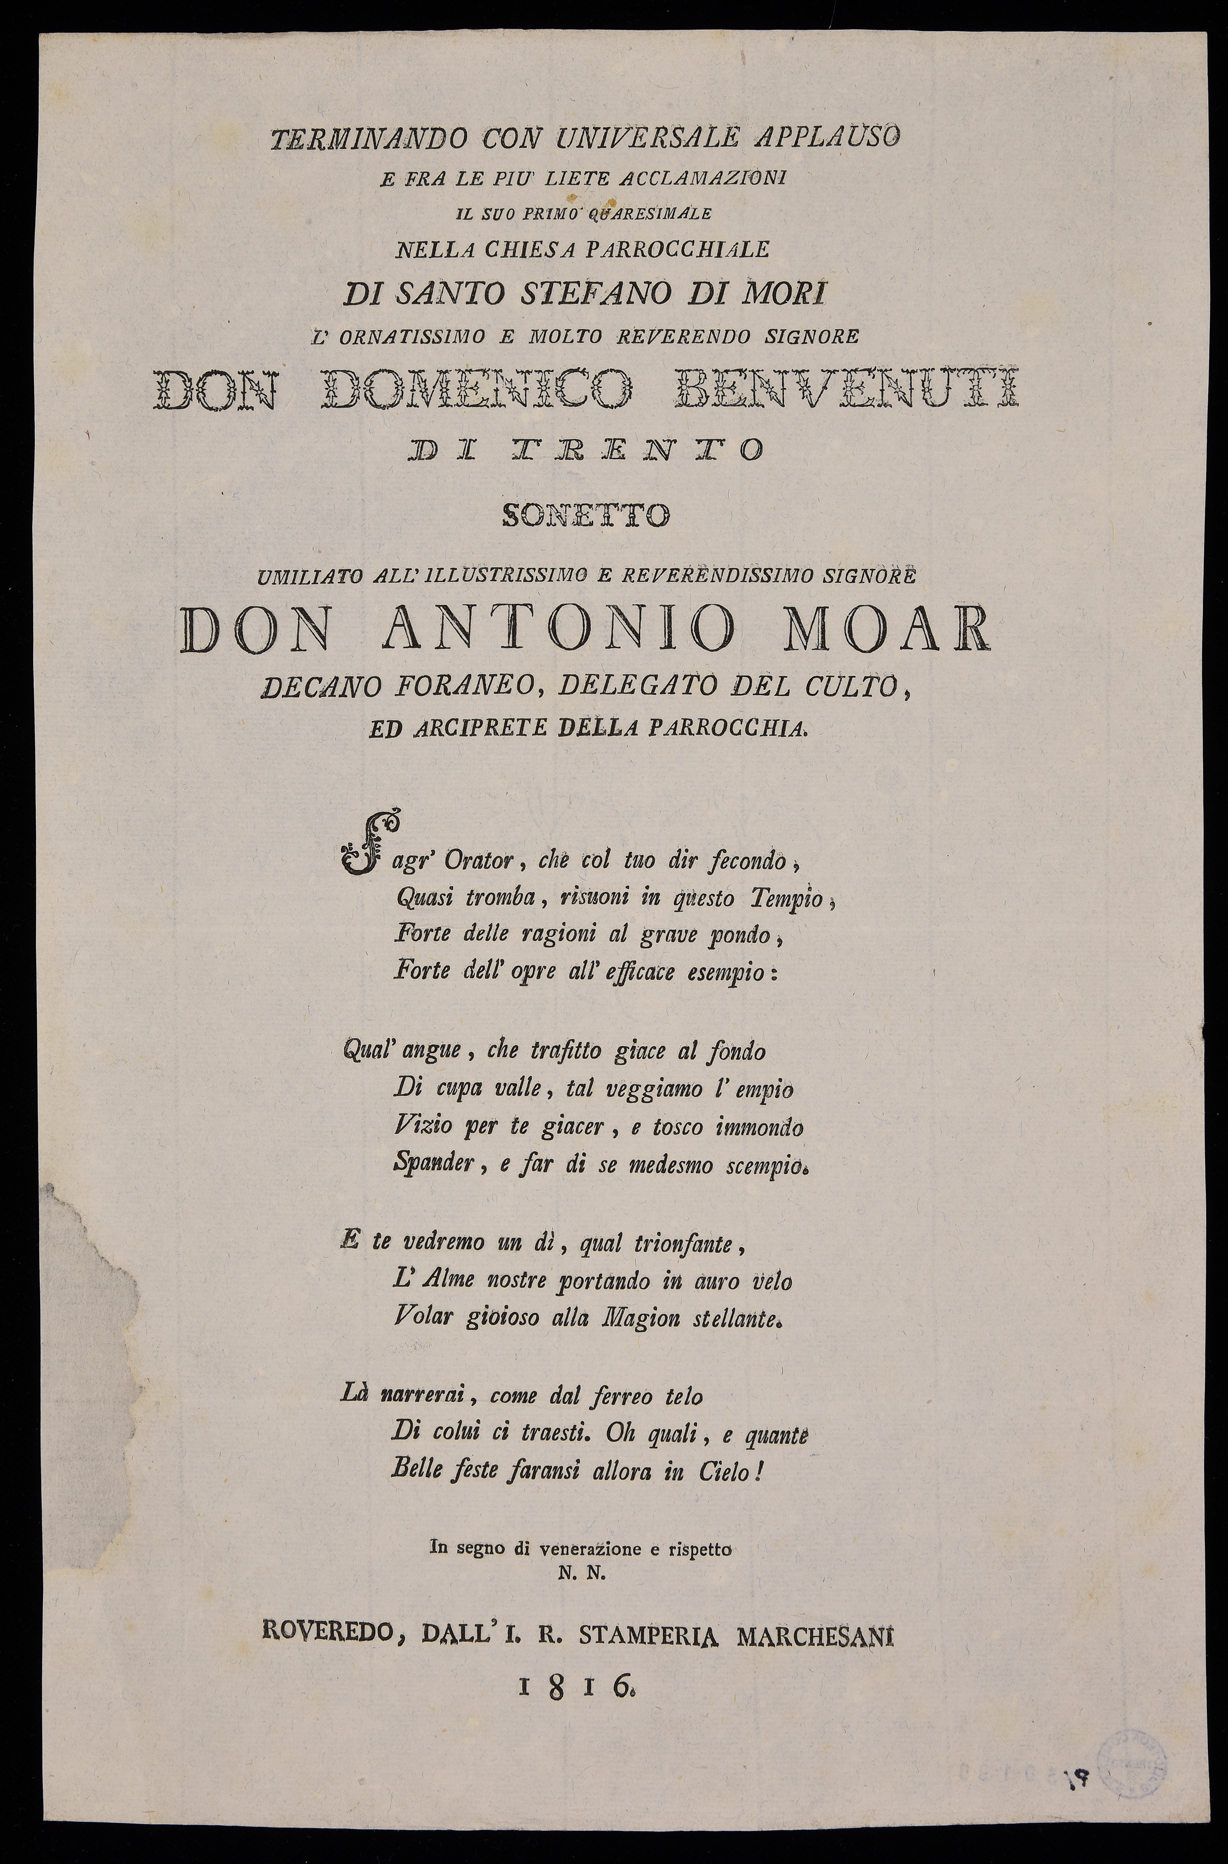 TERMINANDO CON UNIVERSALE APPLAUSO
E FRA LE PIU' LIETE ACCLAMAZIONI
IL SUO PRIMO QUARESIMALE
NELLA CHIESA PARROCCHIALE
DI SANTO STEFANO DI MORI
L' ORNATISSIMO E MOLTO REVERENDO SIGNORE
DON DOMENICO BENVENUTI
DI TRENTO
SONETTO
UMILIATO ALL' ILLUSTRISSIMO E REVERENDISSIMO SIGNORE
DON ANTONIO MOAR
DECANO FORANEO, DELEGATO DEL CULTO,
ED ARCIPRETE DELLA PARROCCHIA.
Sagr' Orator, che col tuo dir fecondo,
Quasi tromba, risuoni in questo Tempio,
Forte delle ragioni al grave pondo,
Forte dell' opre all' efficace esempio:
Qual' angue, che trafitto giace al fondo
Di cupa valle, tal veggiamo l' empio
Vizio per te giacer, e tosco immondo
Spander, e far di se medesmo scempio.
E te vedremo un dì, qual trionfante,
L' Alme nostre portando in auro velo
Volar gioioso alla Magion stellante.
Là narrerai, come dal ferreo telo
Di colui ci traesti. Oh quali, e quante
Belle feste faransi allora in Cielo!
In segno di venerazione e rispetto
N. N.
ROVEREDO, DALL' I. R. STAMPERIA MARCHESANI
1816.